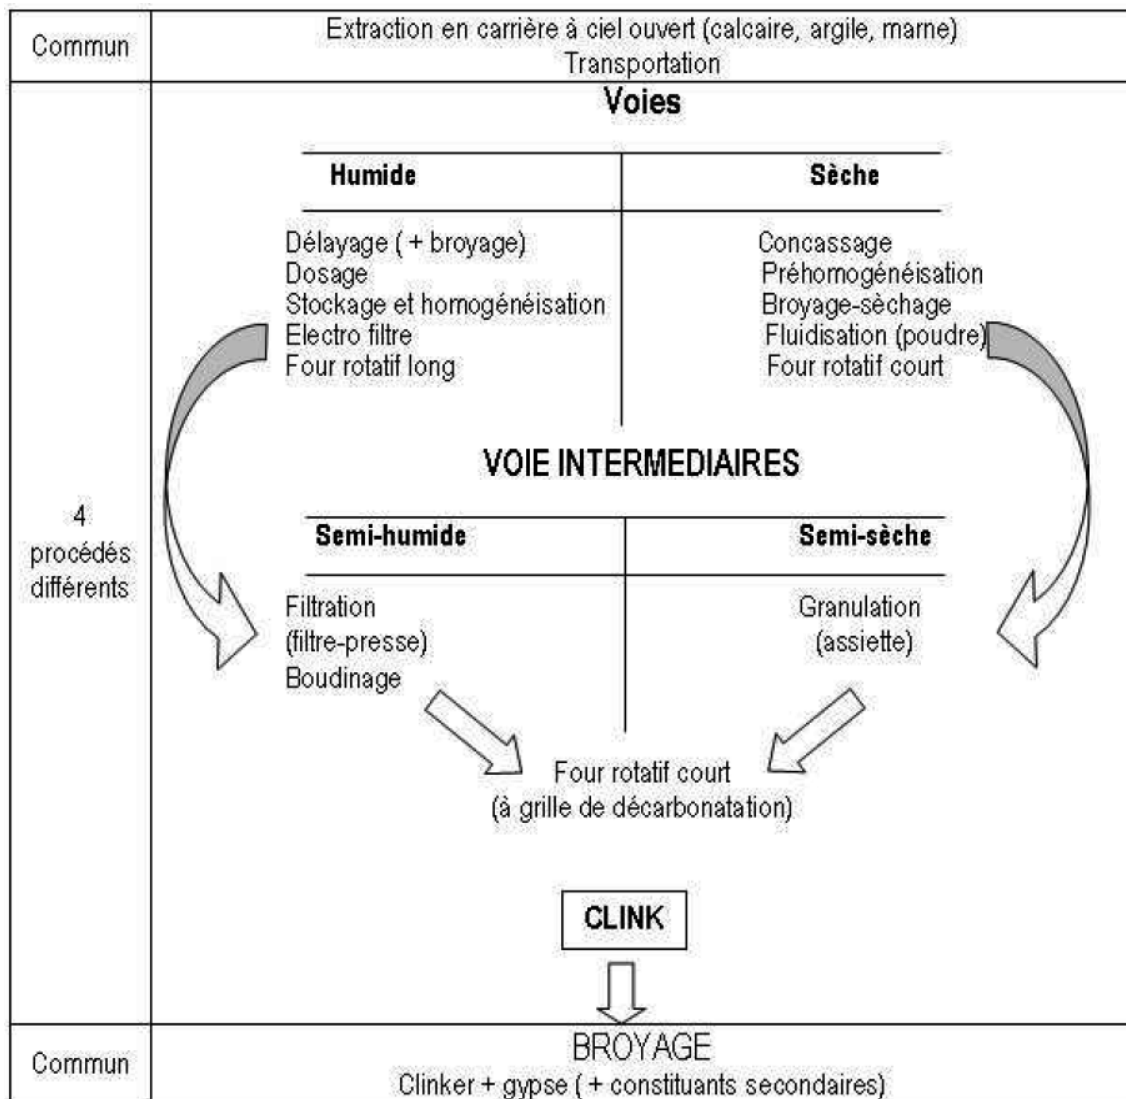 Commun
Extraction en carrière à ciel ouvert (calcaire, argile, marne)
Transportation
4
procédés
différents
Voies
Humide
Délayage ( + broyage)
Dosage
Stockage et homogénéisation
Electro filtre
Four rotatif long
Sèche
Concassage
Préhomogénéisation
Broyage-sèchage
Fluidisation (poudre)
Four rotatif court
VOIE INTERMEDIAIRES
Semi-humide
Filtration
(filtre-presse)
Boudinage
Semi-sèche
Granulation
(assiette)
Four rotatif court
(à grille de décarbonatation)
CLINK
Commun
BROYAGE
Clinker + gypse ( + constituants secondaires)